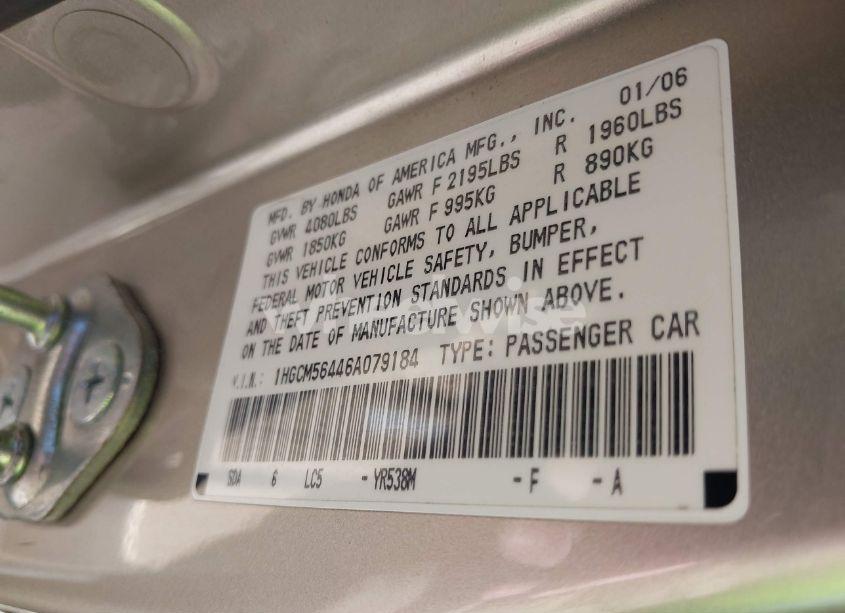 MFD. BY HONDA OF AMERICA MFG., INC. 01/06
GVWR 4080LBS GAWR F 2195LBS R 1960LBS
GVWR 1850KG GAWR F 995KG R 890KG
THIS VEHICLE CONFORMS TO ALL APPLICABLE
FEDERAL MOTOR VEHICLE SAFETY, BUMPER,
AND THEFT PREVENTION STANDARDS IN EFFECT
ON THE DATE OF MANUFACTURE SHOWN ABOVE.
V.I.N.: 1HGCM56446A079184 TYPE: PASSENGER CAR
SDA 6 LC5 -YR538M -F -A